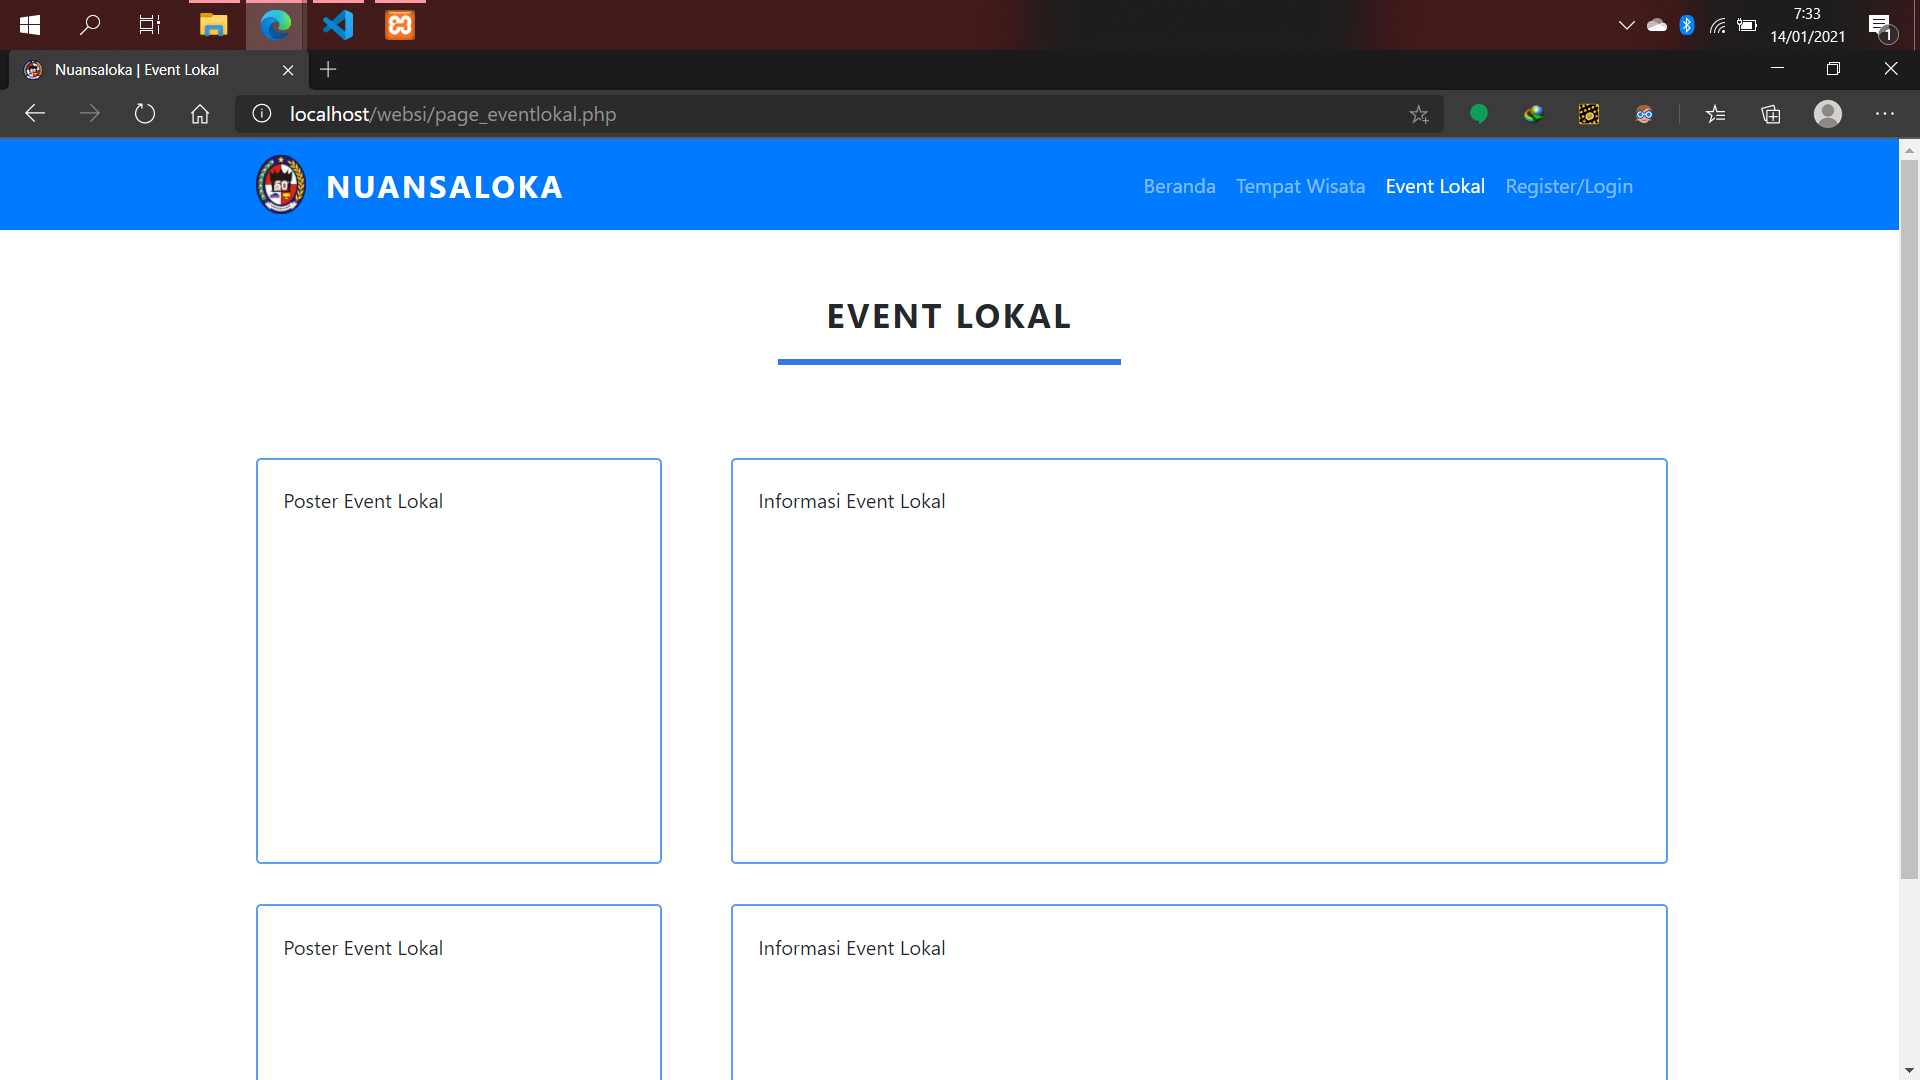 7:33
14/01/2021
1
Nuansaloka | Event Lokal
localhost/websi/page_eventlokal.php
NUANSALOKA
Beranda Tempat Wisata Event Lokal Register/Login
EVENT LOKAL
Poster Event Lokal
Informasi Event Lokal
Poster Event Lokal
Informasi Event Lokal